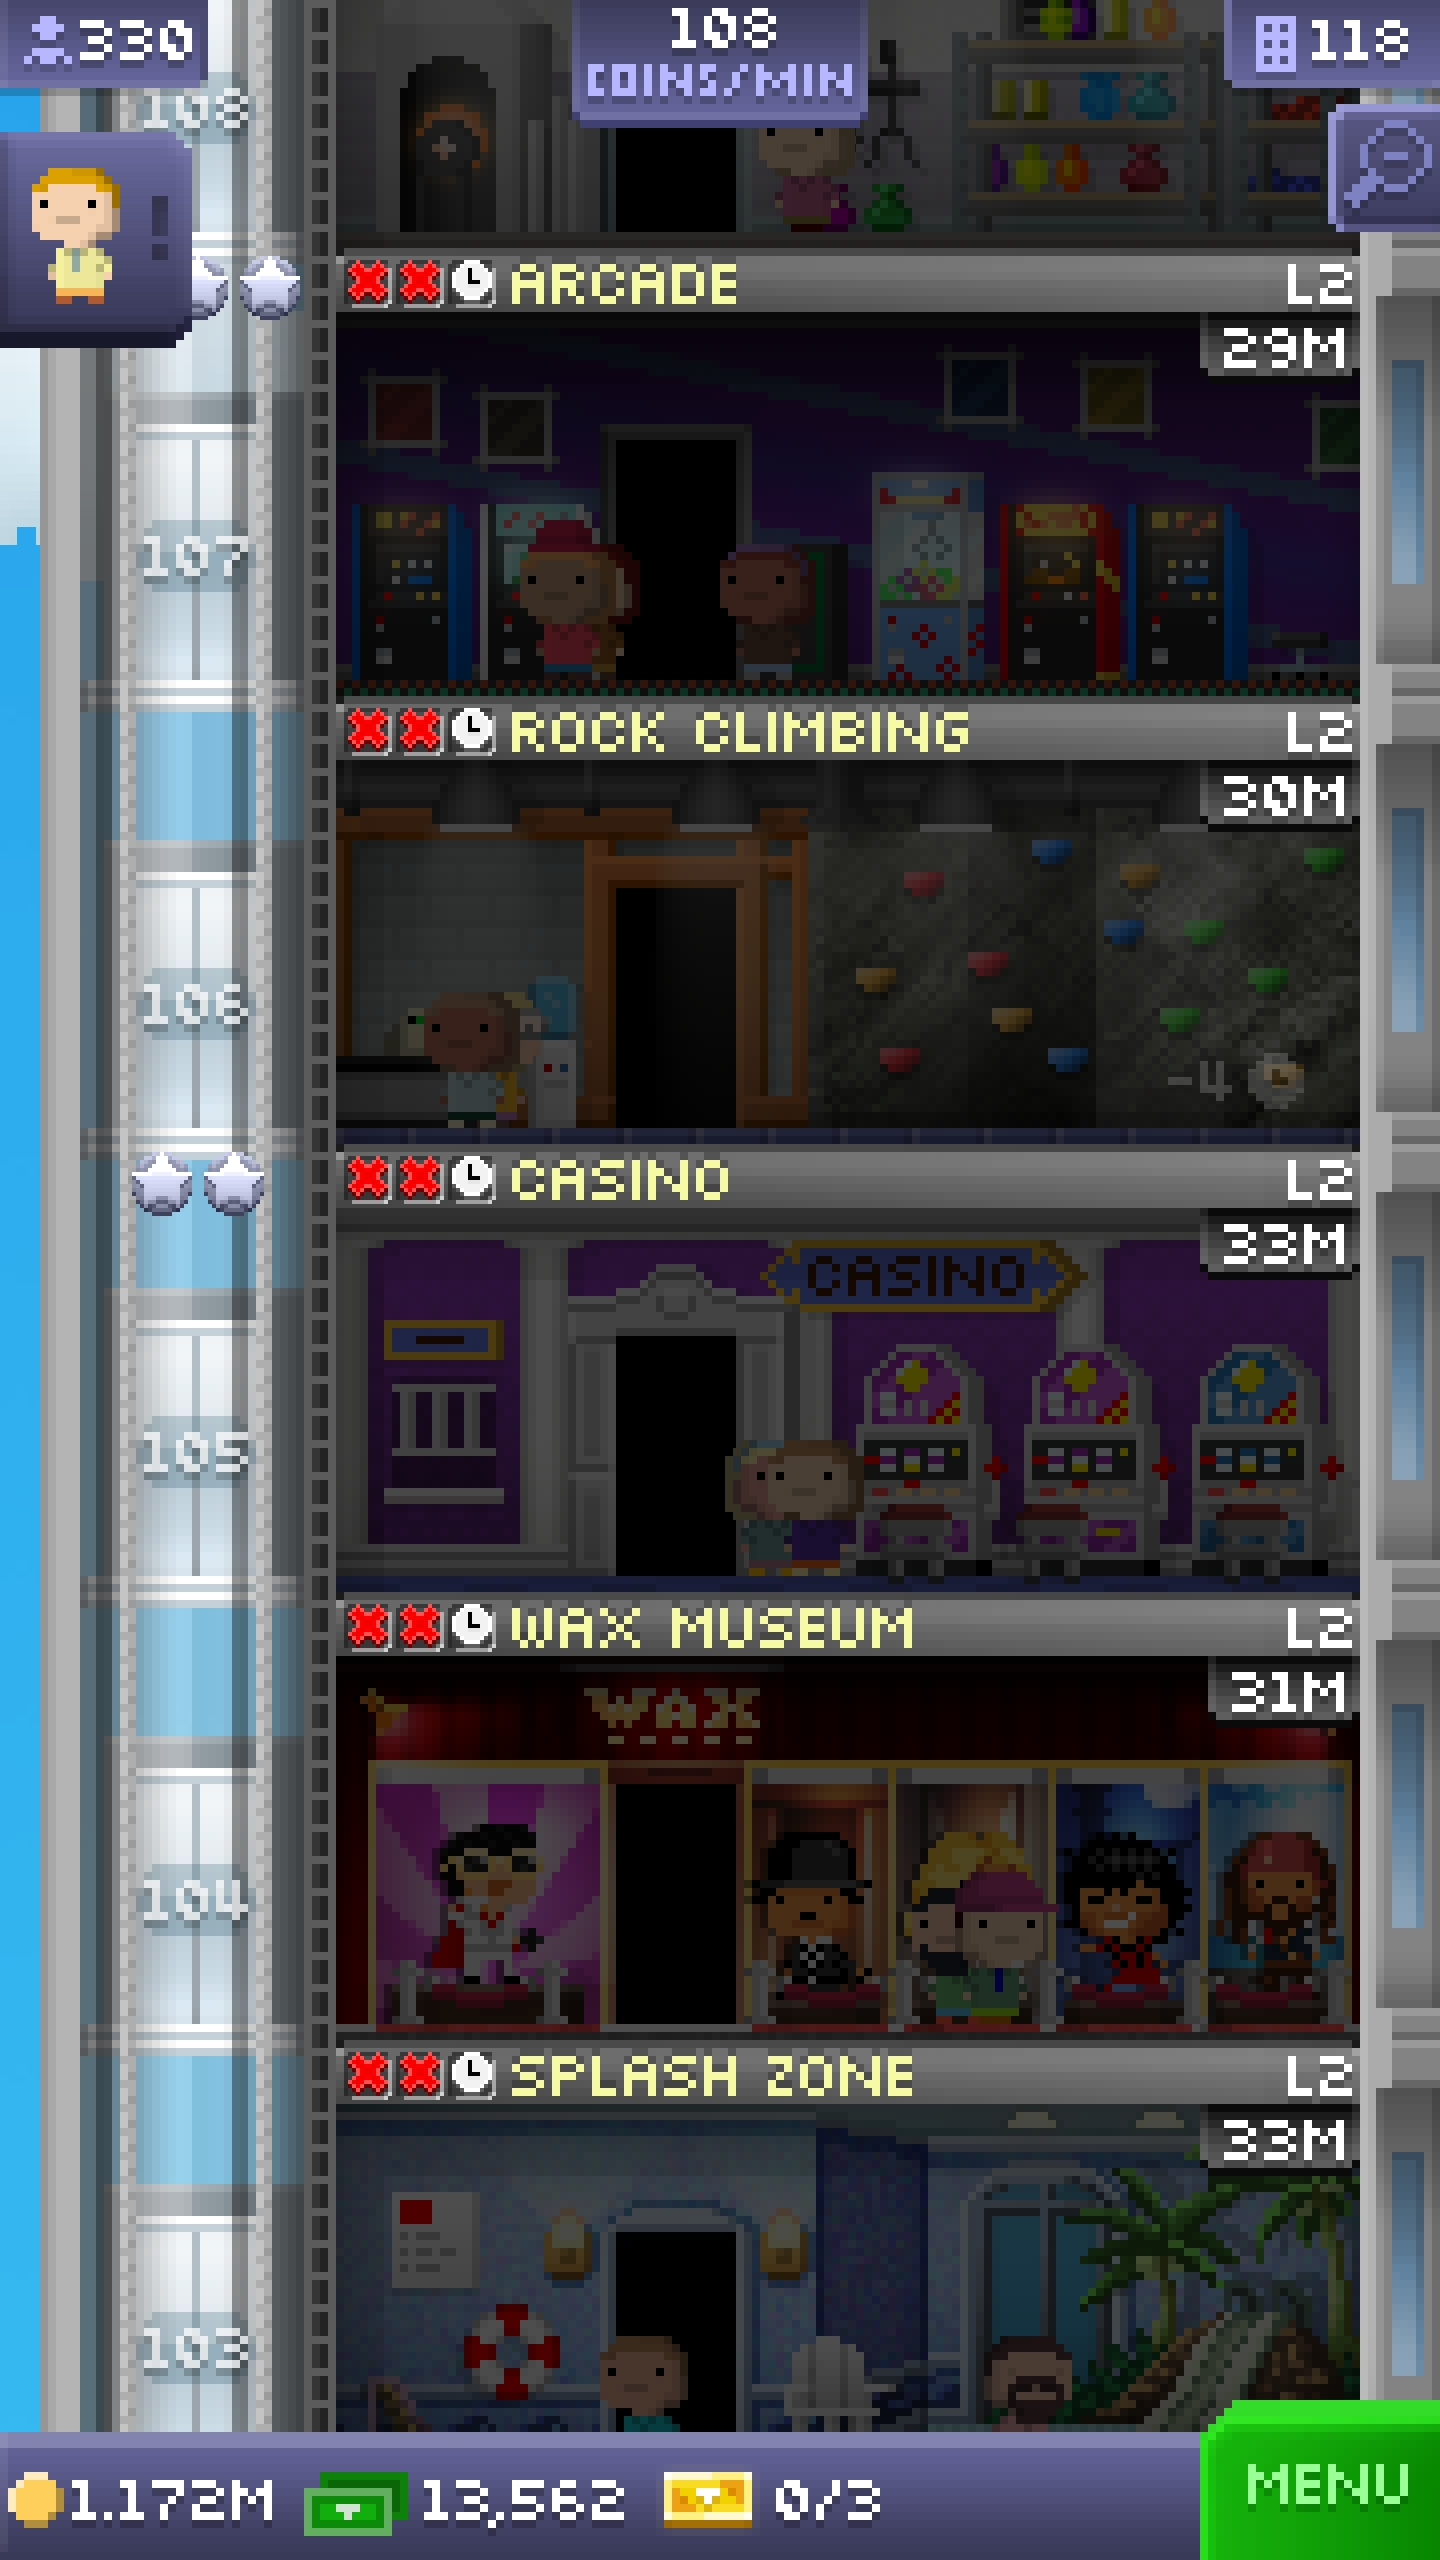 330
108
COINS/MIN
118
108
ARCADE L2
29M
107
ROCK CLIMBING L2
30M
106
-4
CASINO L2
33M
CASINO
105
WAX MUSEUM L2
31M
WAX
104
SPLASH ZONE L2
33M
103
1.172M 13,562 0/3
MENU